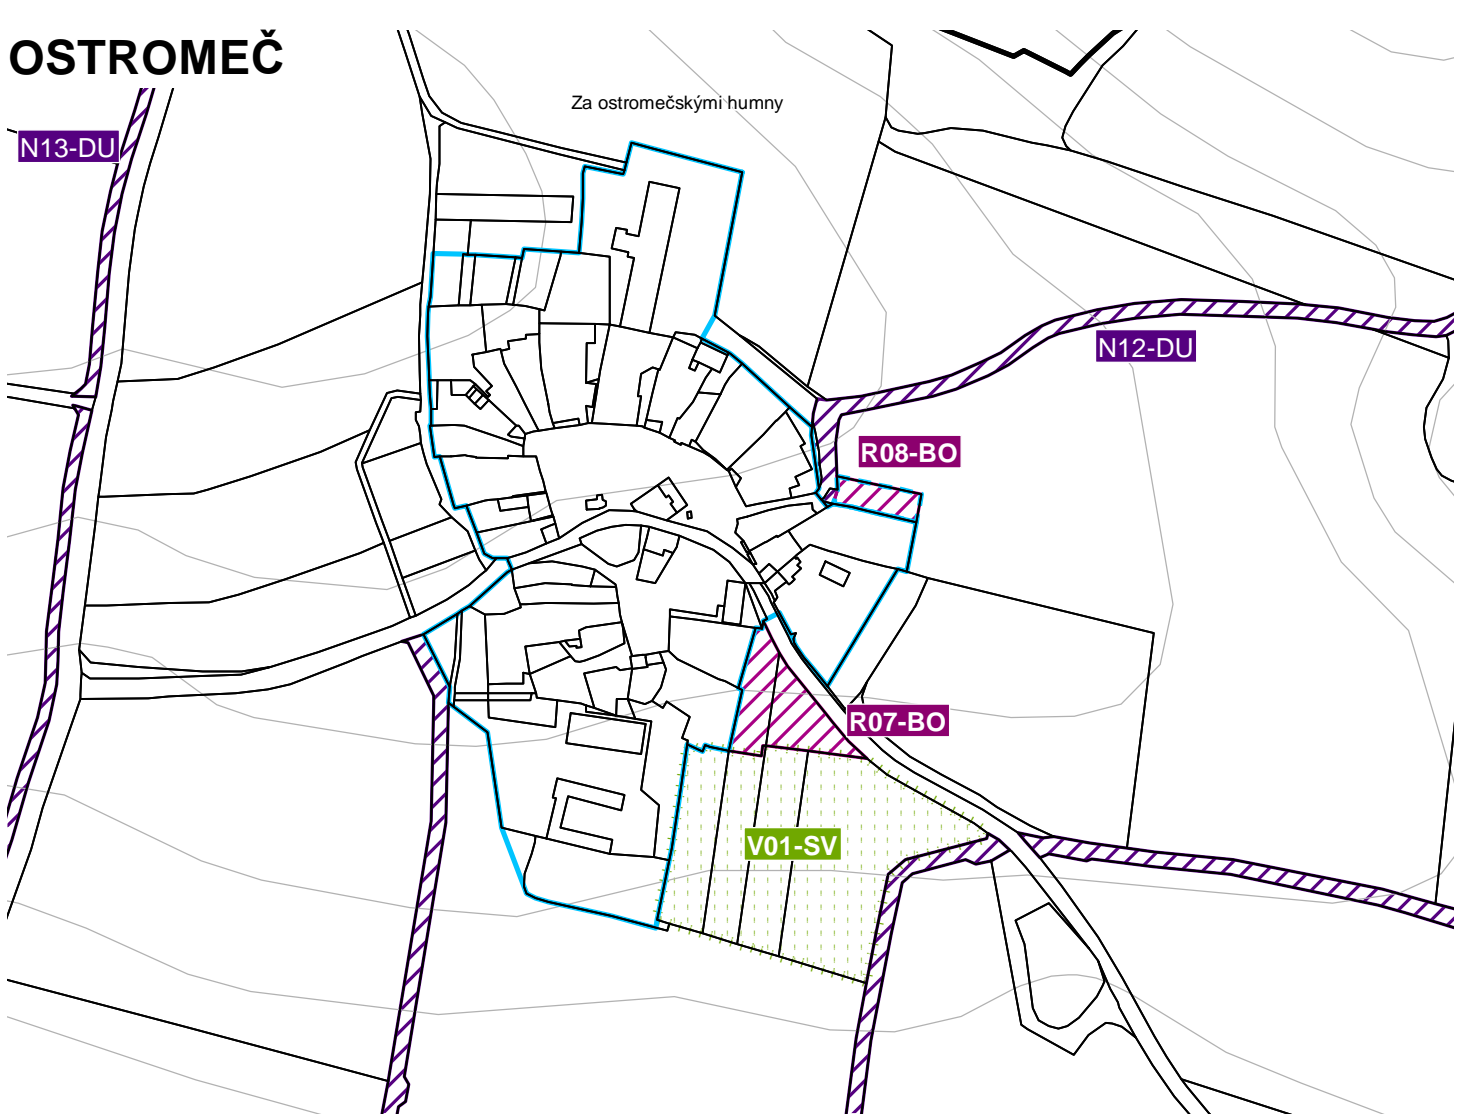 OSTROMEČ
Za ostromečskými humny
N13-DU
N12-DU
R08-BO
R07-BO
V01-SV